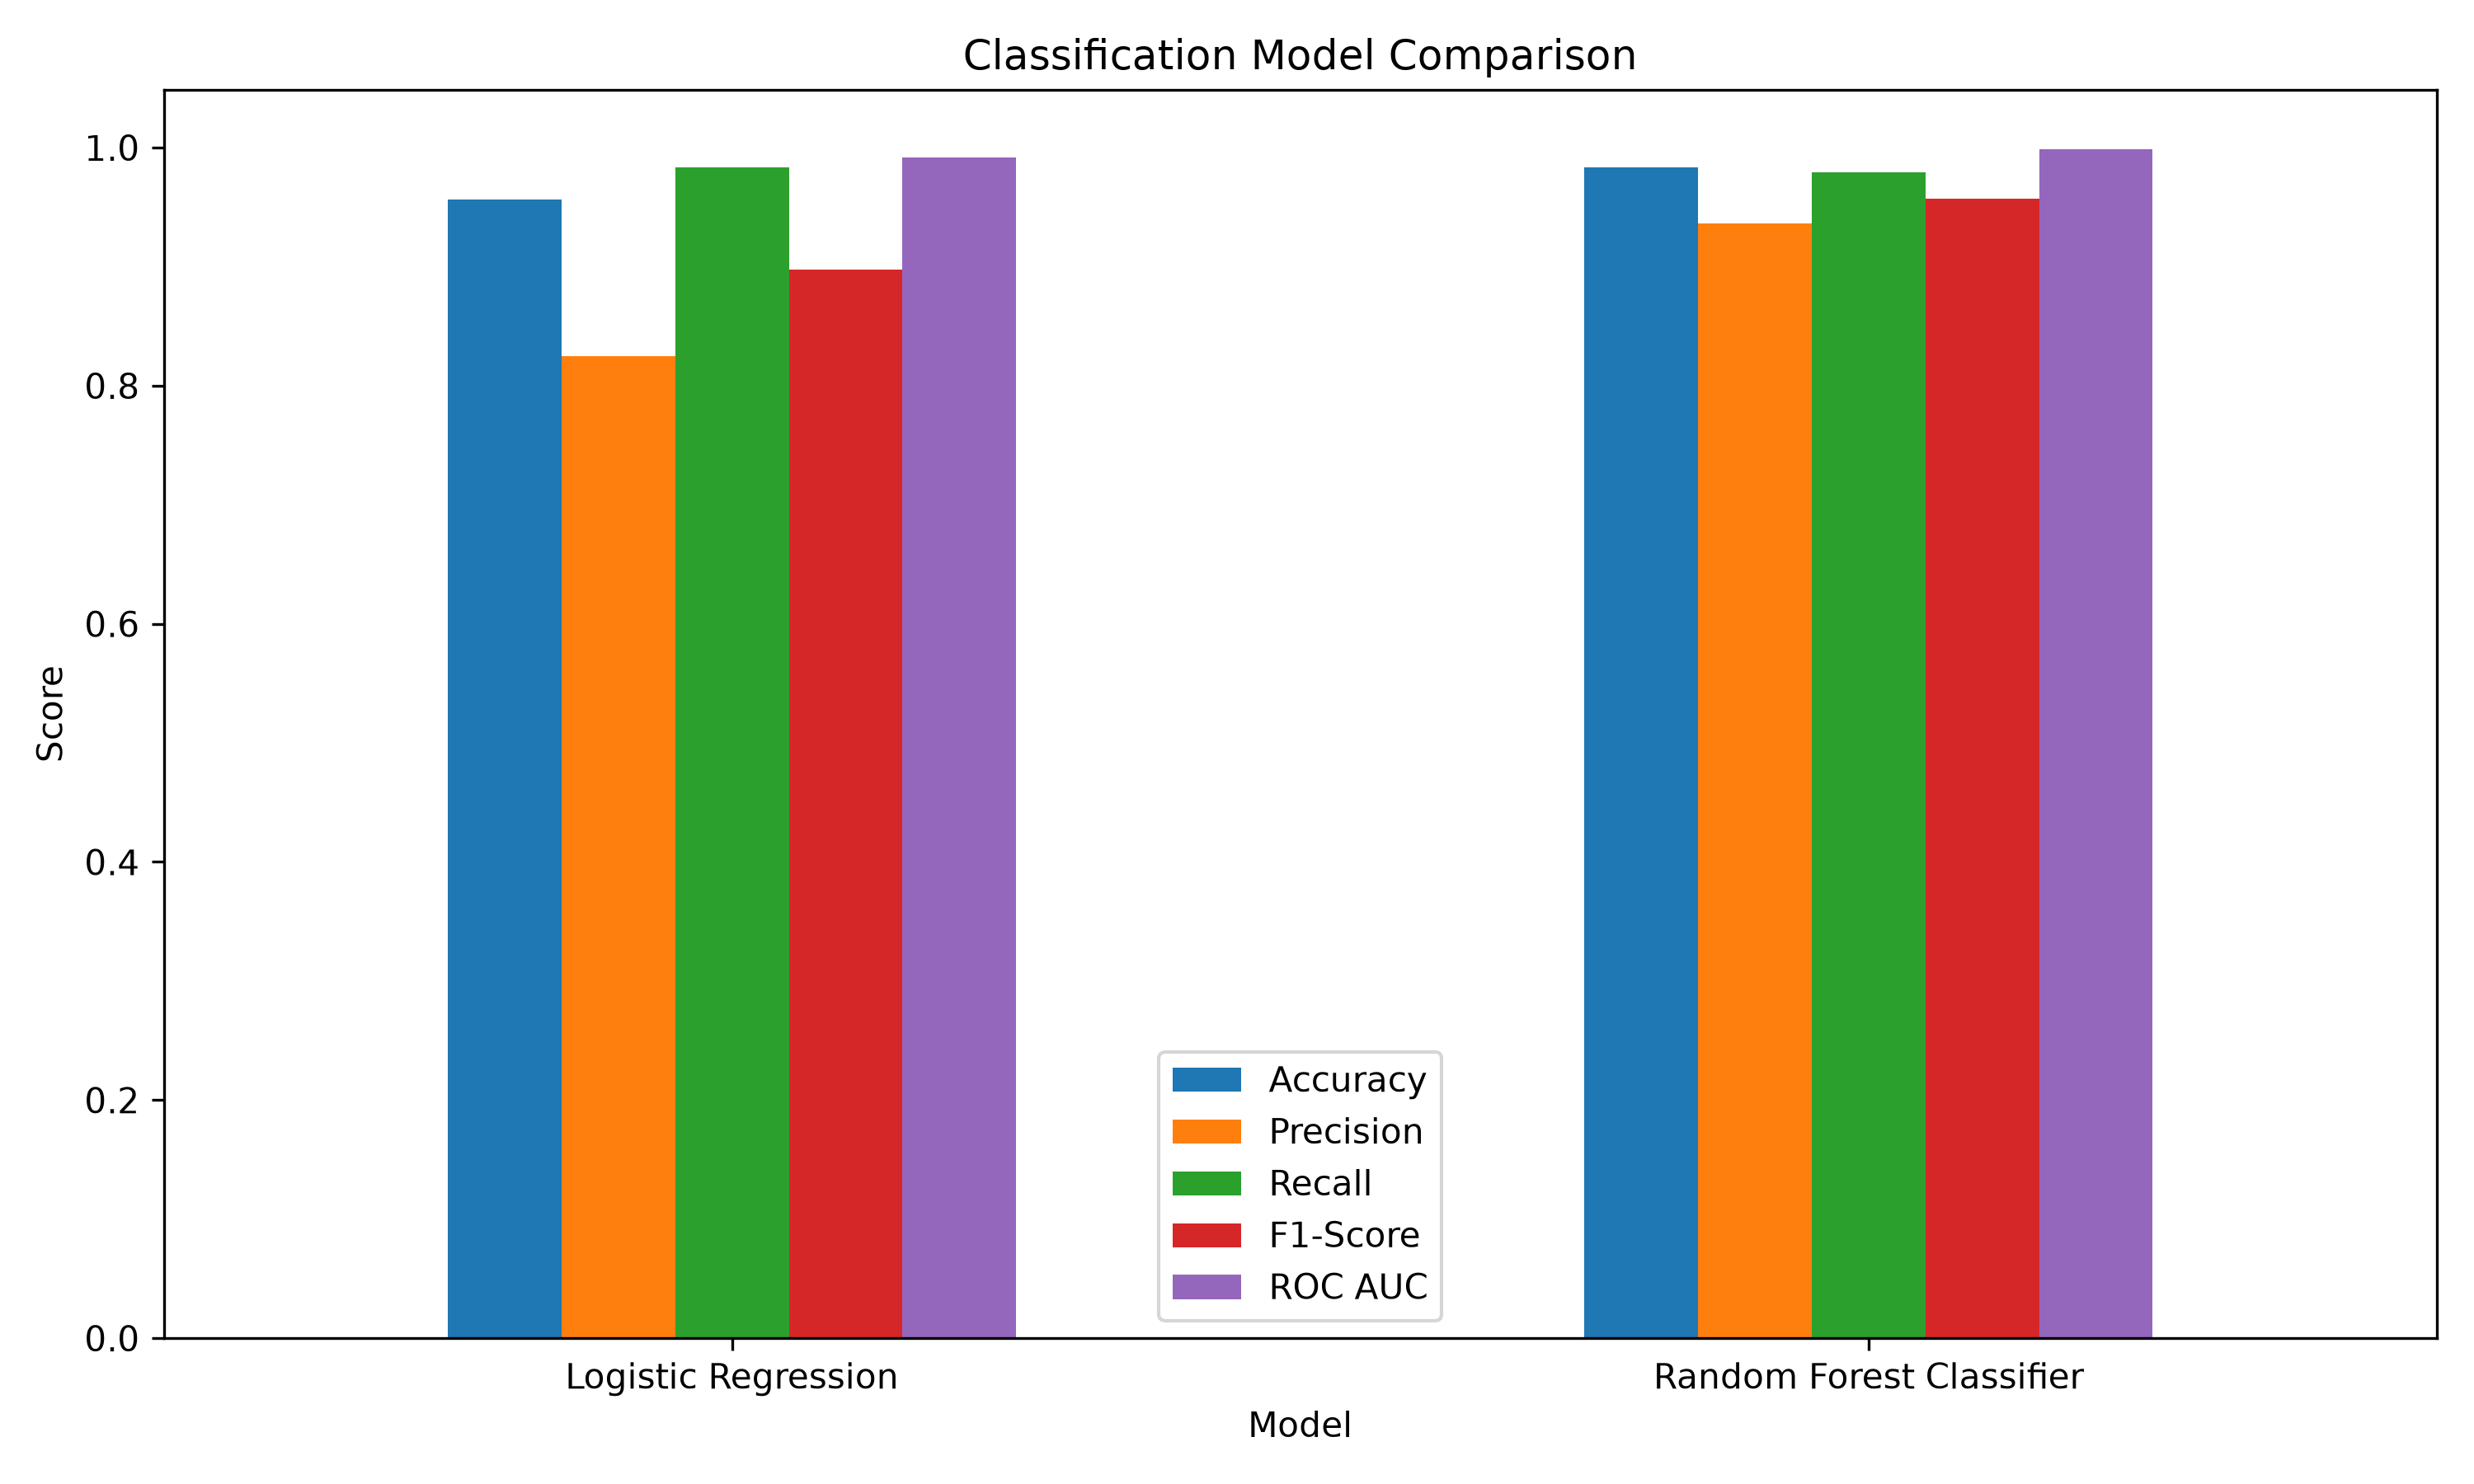 Classification Model Comparison
1.0
0.8
0.6
0.4
0.2
0.0
Score
Accuracy
Precision
Recall
F1-Score
ROC AUC
Logistic Regression
Random Forest Classifier
Model